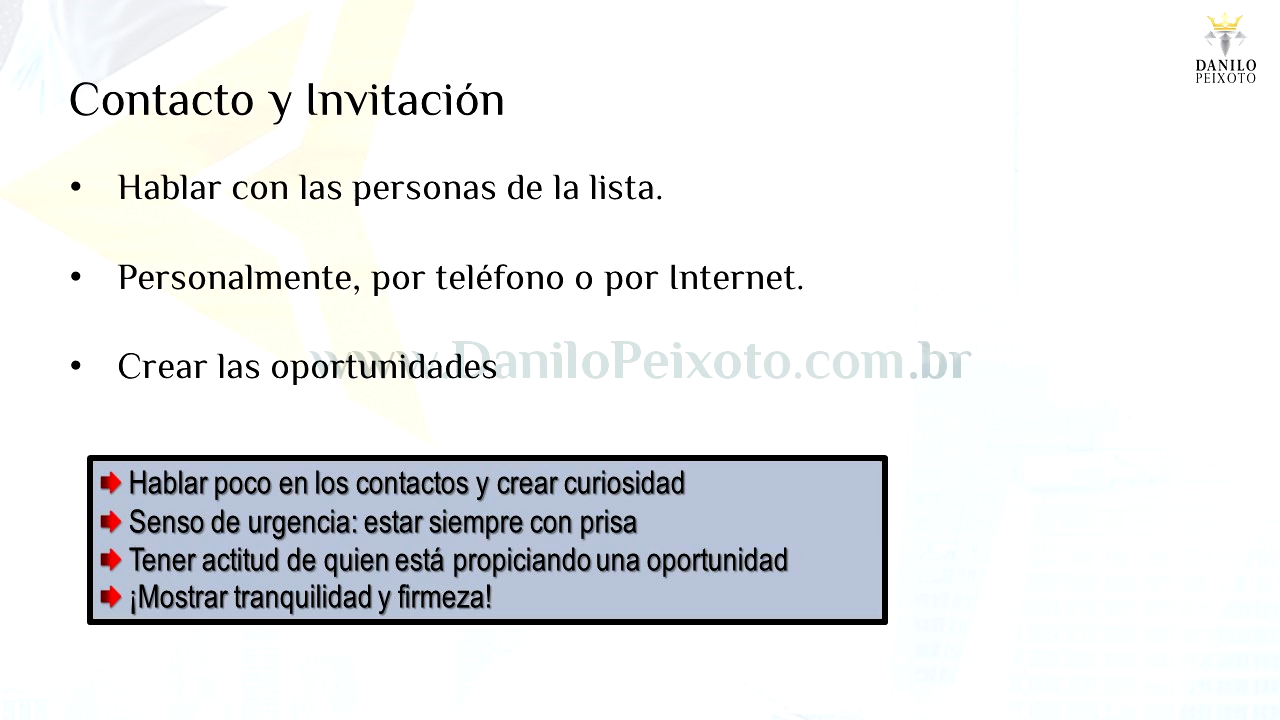 DANILO
PEIXOTO
Contacto y Invitación
• Hablar con las personas de la lista.
• Personalmente, por teléfono o por Internet.
• Crear las oportunidades
www.DaniloPeixoto.com.br
Hablar poco en los contactos y crear curiosidad
Senso de urgencia: estar siempre con prisa
Tener actitud de quien está propiciando una oportunidad
¡Mostrar tranquilidad y firmeza!